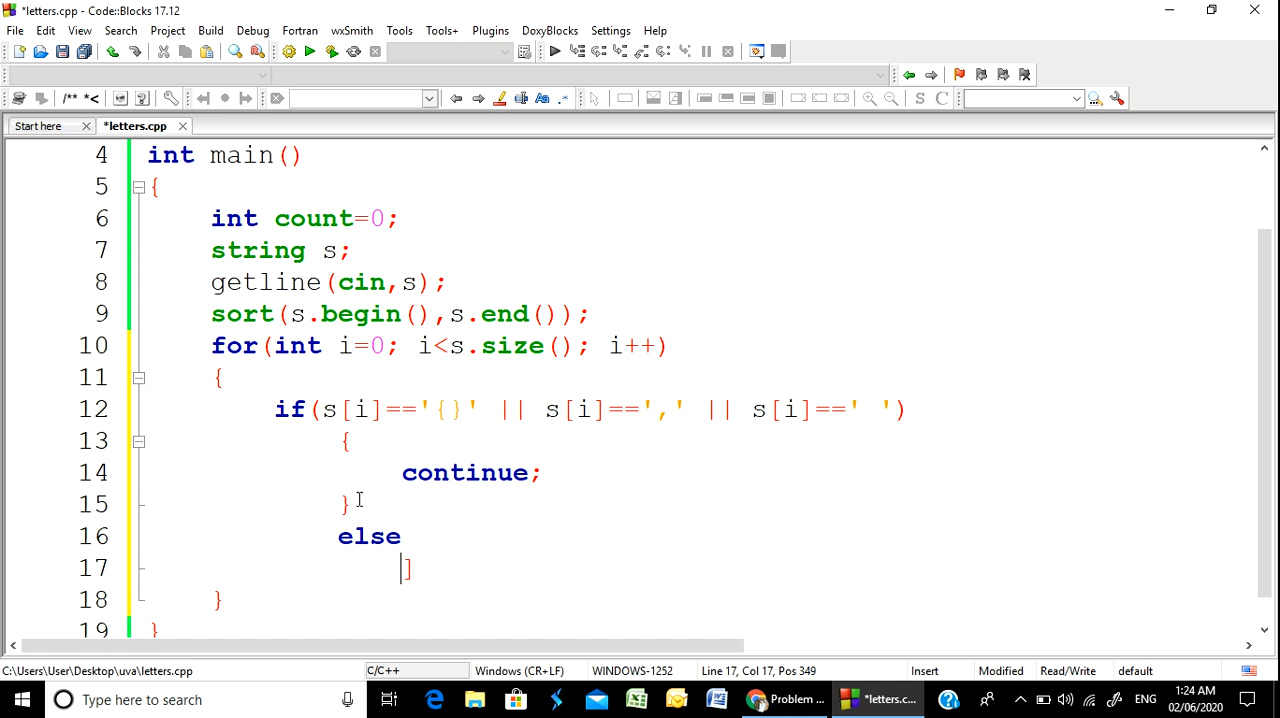 *letters.cpp - Code::Blocks 17.12
File Edit View Search Project Build Debug Fortran wxSmith Tools Tools+ Plugins DoxyBlocks Settings Help
/** *<
Start here *letters.cpp
4 int main()
5 {
6 int count=0;
7 string s;
8 getline(cin,s);
9 sort(s.begin(),s.end());
10 for(int i=0; i<s.size(); i++)
11 {
12 if(s[i]=='{}' || s[i]==',' || s[i]==' ')
13 {
14 continue;
15 }
16 else
17 ]
18 }
19 }
C:\Users\User\Desktop\uva\letters.cpp C/C++ Windows (CR+LF) WINDOWS-1252 Line 17, Col 17, Pos 349 Insert Modified Read/Write default
Type here to search Problem ... *letters.c... ENG 1:24 AM
02/06/2020